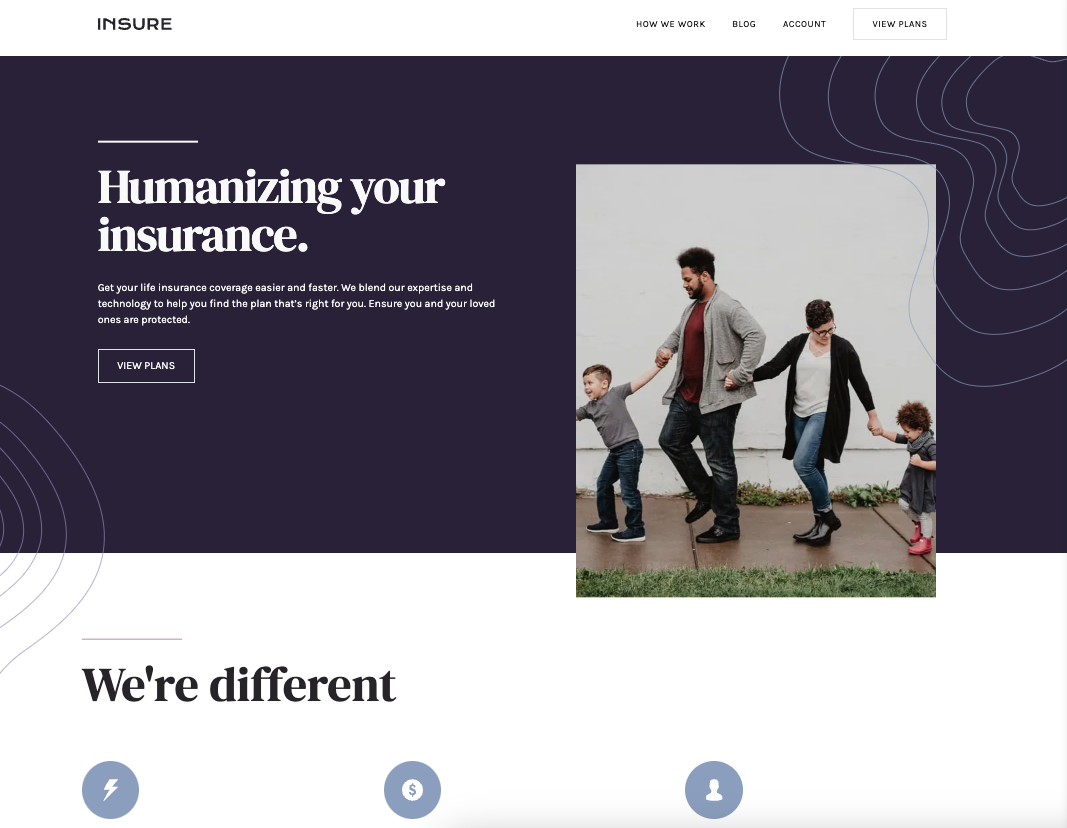 INSURE
HOW WE WORK
BLOG
ACCOUNT
VIEW PLANS
Humanizing your
insurance.
Get your life insurance coverage easier and faster. We blend our expertise and
technology to help you find the plan that's right for you. Ensure you and your loved
ones are protected.
VIEW PLANS
We're different
$